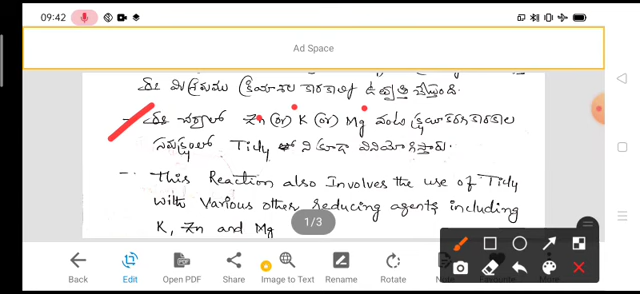 09:42
Ad Space
ఈ మిశ్రమము క్రియాశీల కారకాలి ఉత్పత్తి చేస్తుంది.
- ఈ చర్యలో Zn (or) K (or) Mg వంటి క్షయకరణ కారకాల
సమక్షంలో Ticl4 ని కూడా వినియోగిస్తారు.
- This Reaction also Involves the use of Ticl4
with Various other reducing agents including
K, Zn and Mg
1/3
Back
Edit
Open PDF
Share
Image to Text
Rename
Rotate